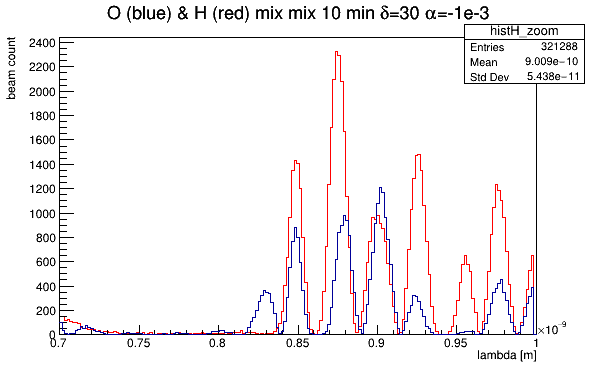 O (blue) & H (red) mix mix 10 min δ=30 α=-1e-3
histH_zoom
Entries 321288
Mean 9.009e−10
Std Dev 5.438e−11
beam count
2400
2200
2000
1800
1600
1400
1200
1000
800
600
400
200
0
0.7 0.75 0.8 0.85 0.9 0.95 1
×10⁻⁹
lambda [m]